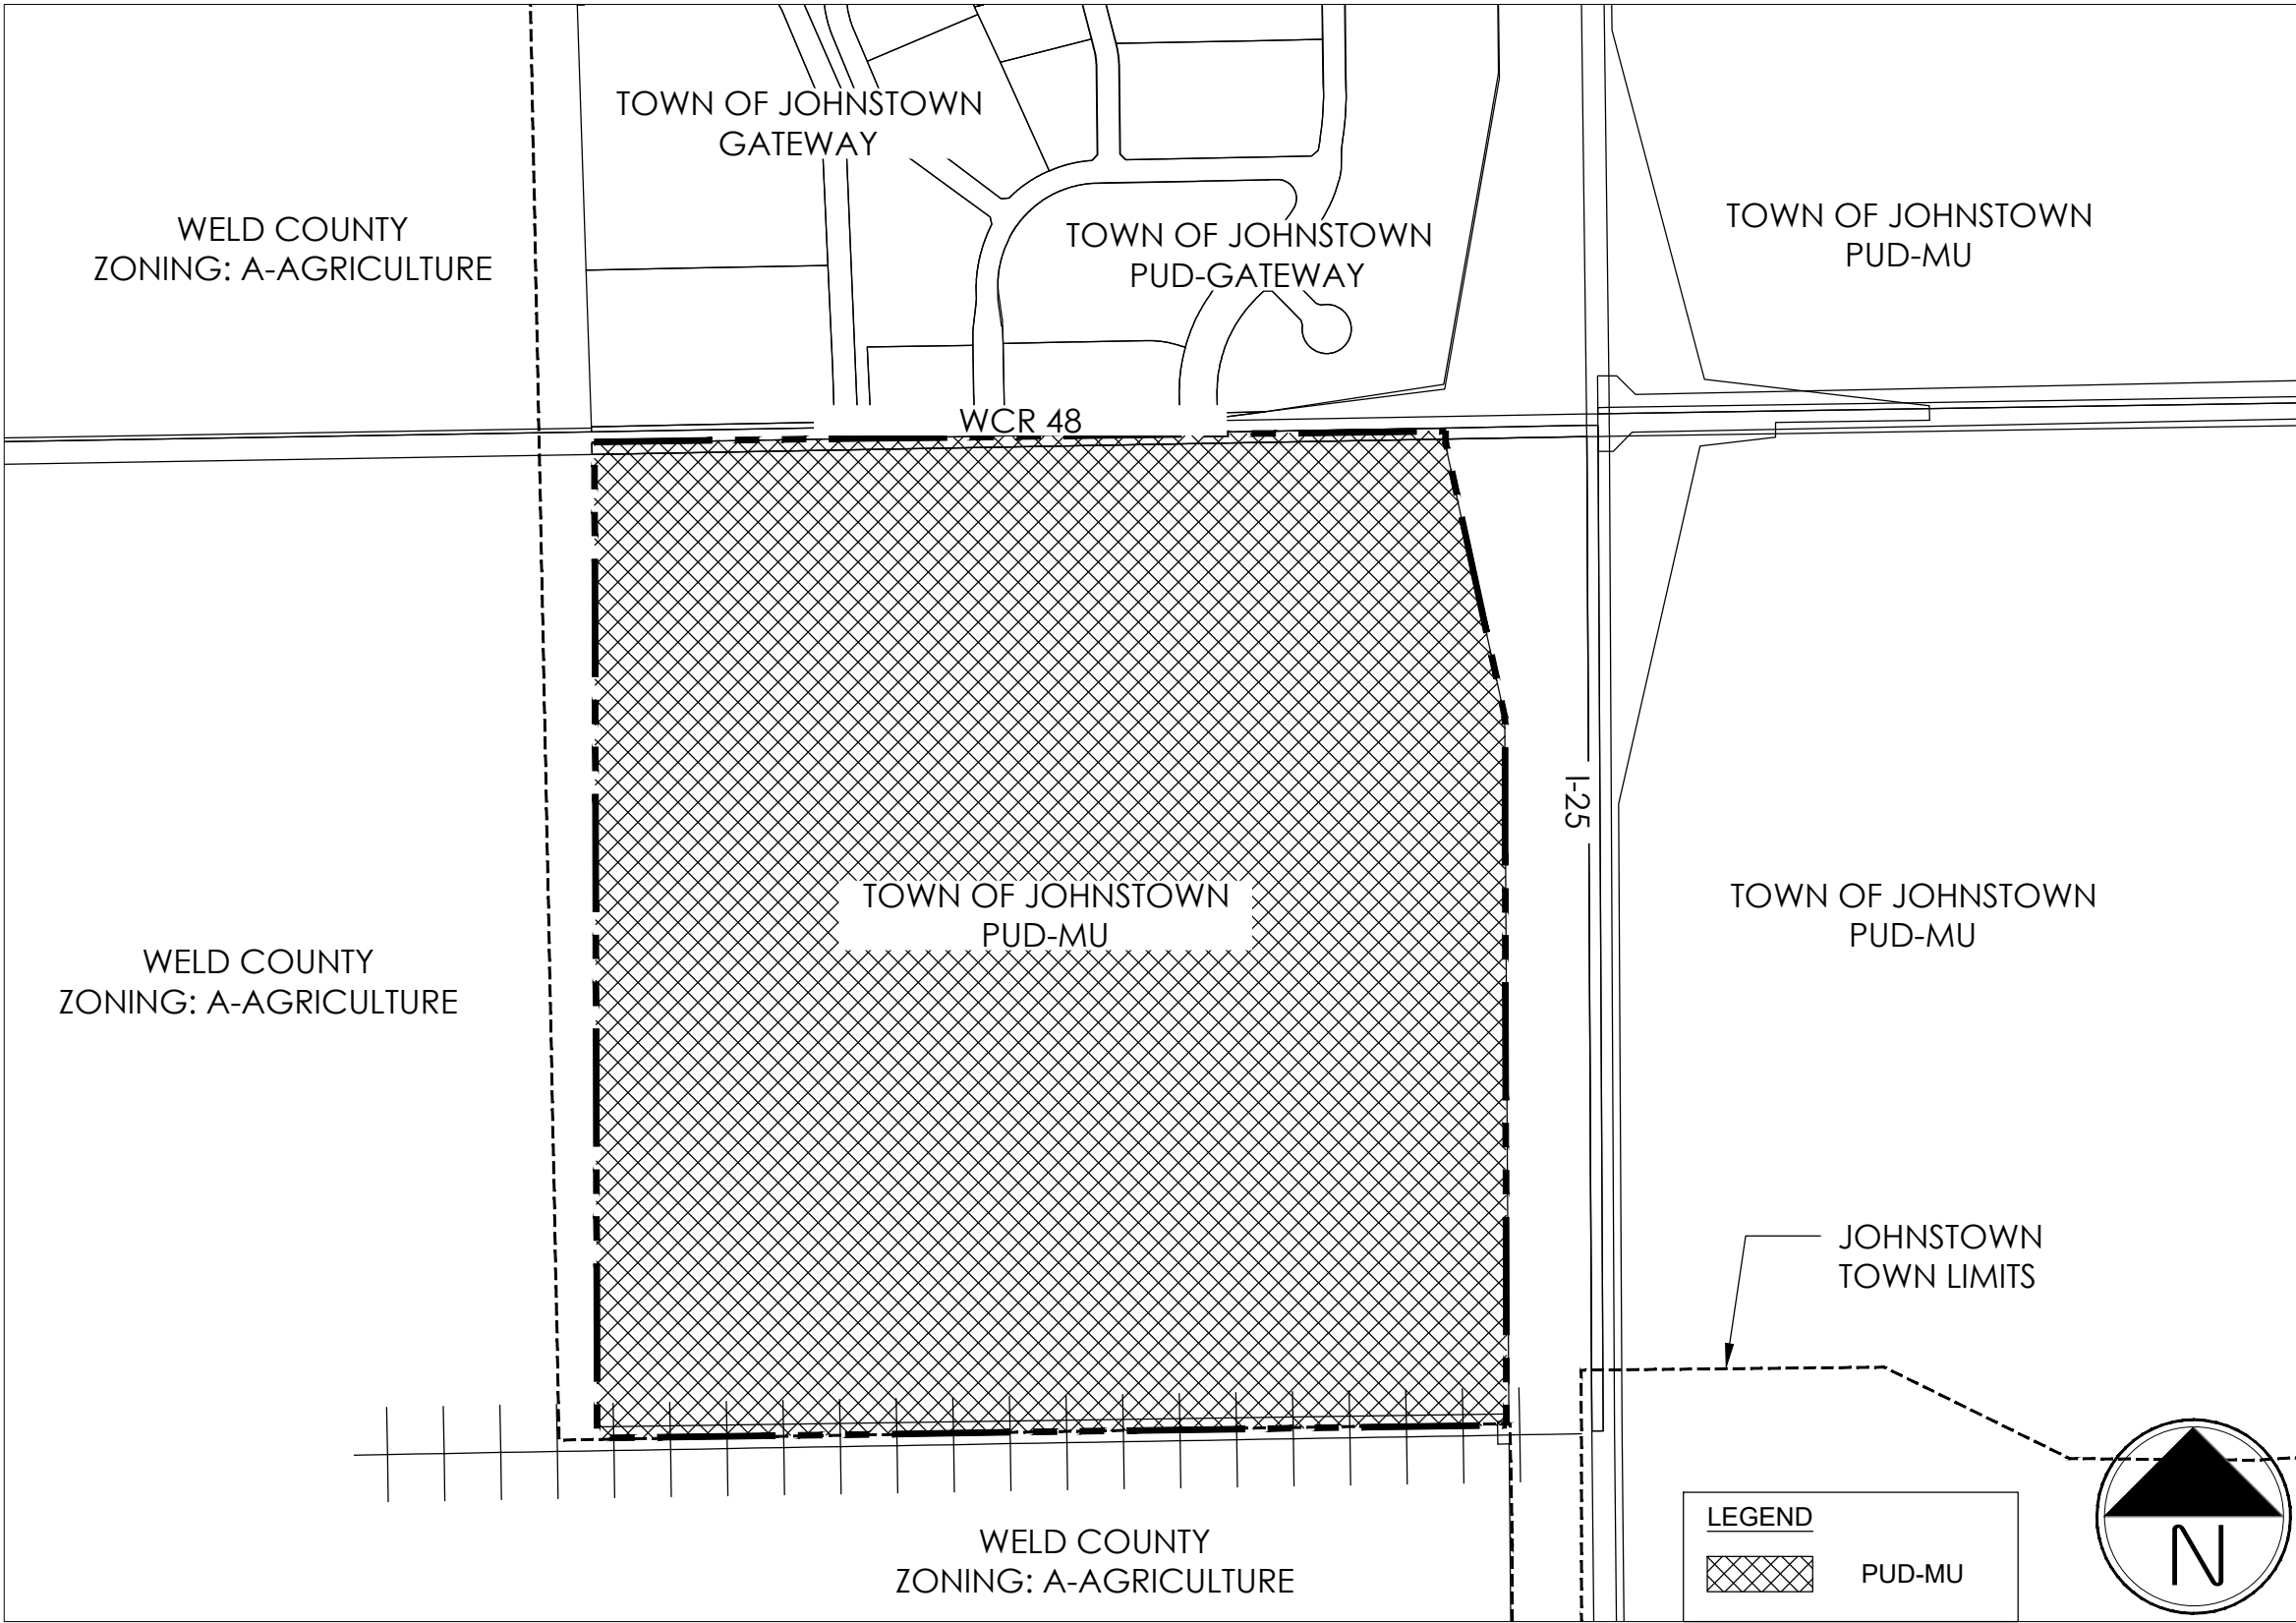 TOWN OF JOHNSTOWN
GATEWAY
WELD COUNTY
ZONING: A-AGRICULTURE
TOWN OF JOHNSTOWN
PUD-GATEWAY
TOWN OF JOHNSTOWN
PUD-MU
WCR 48
I-25
TOWN OF JOHNSTOWN
PUD-MU
TOWN OF JOHNSTOWN
PUD-MU
WELD COUNTY
ZONING: A-AGRICULTURE
JOHNSTOWN
TOWN LIMITS
WELD COUNTY
ZONING: A-AGRICULTURE
LEGEND
PUD-MU
N